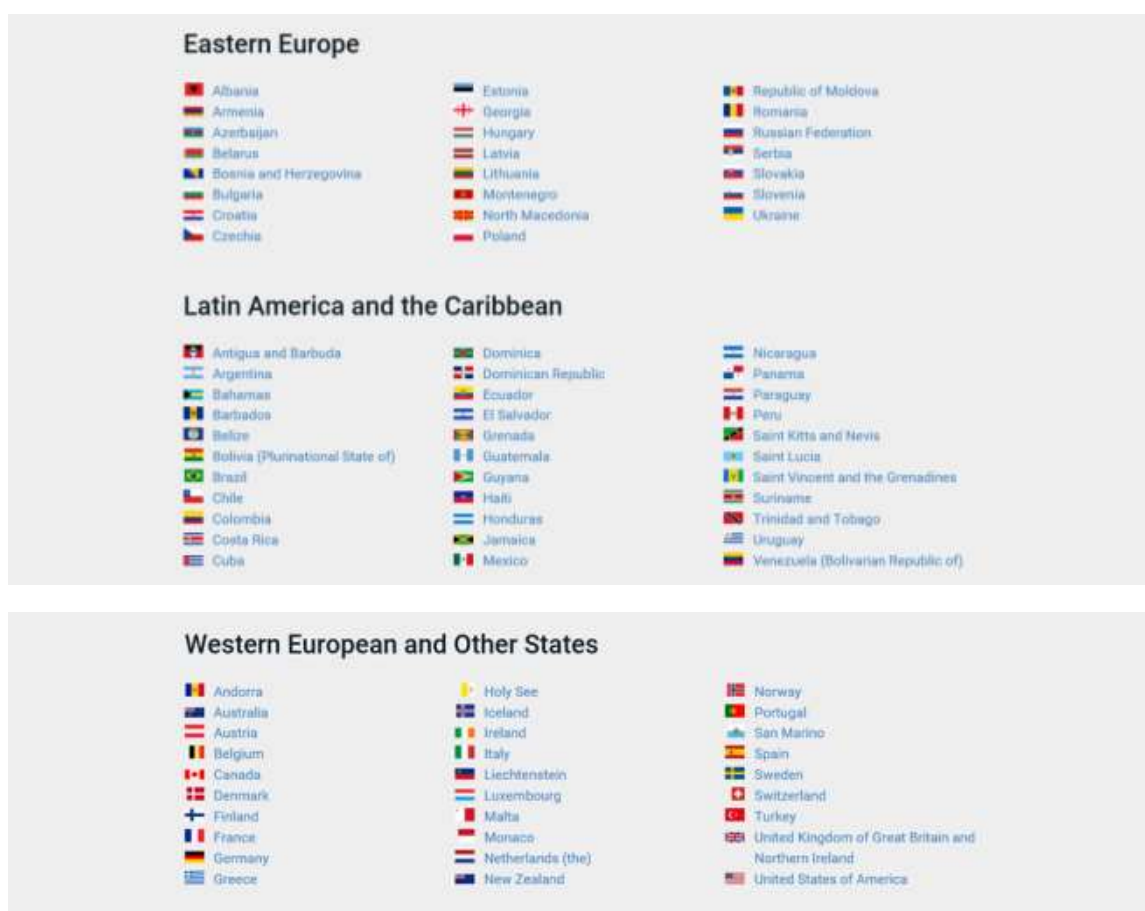 Eastern Europe
Albania
Armenia
Azerbaijan
Belarus
Bosnia and Herzegovina
Bulgaria
Croatia
Czechia
Estonia
Georgia
Hungary
Latvia
Lithuania
Montenegro
North Macedonia
Poland
Republic of Moldova
Romania
Russian Federation
Serbia
Slovakia
Slovenia
Ukraine
Latin America and the Caribbean
Antigua and Barbuda
Argentina
Bahamas
Barbados
Belize
Bolivia (Plurinational State of)
Brazil
Chile
Colombia
Costa Rica
Cuba
Dominica
Dominican Republic
Ecuador
El Salvador
Grenada
Guatemala
Guyana
Haiti
Honduras
Jamaica
Mexico
Nicaragua
Panama
Paraguay
Peru
Saint Kitts and Nevis
Saint Lucia
Saint Vincent and the Grenadines
Suriname
Trinidad and Tobago
Uruguay
Venezuela (Bolivarian Republic of)
Western European and Other States
Andorra
Australia
Austria
Belgium
Canada
Denmark
Finland
France
Germany
Greece
Holy See
Iceland
Ireland
Italy
Liechtenstein
Luxembourg
Malta
Monaco
Netherlands (the)
New Zealand
Norway
Portugal
San Marino
Spain
Sweden
Switzerland
Turkey
United Kingdom of Great Britain and
Northern Ireland
United States of America